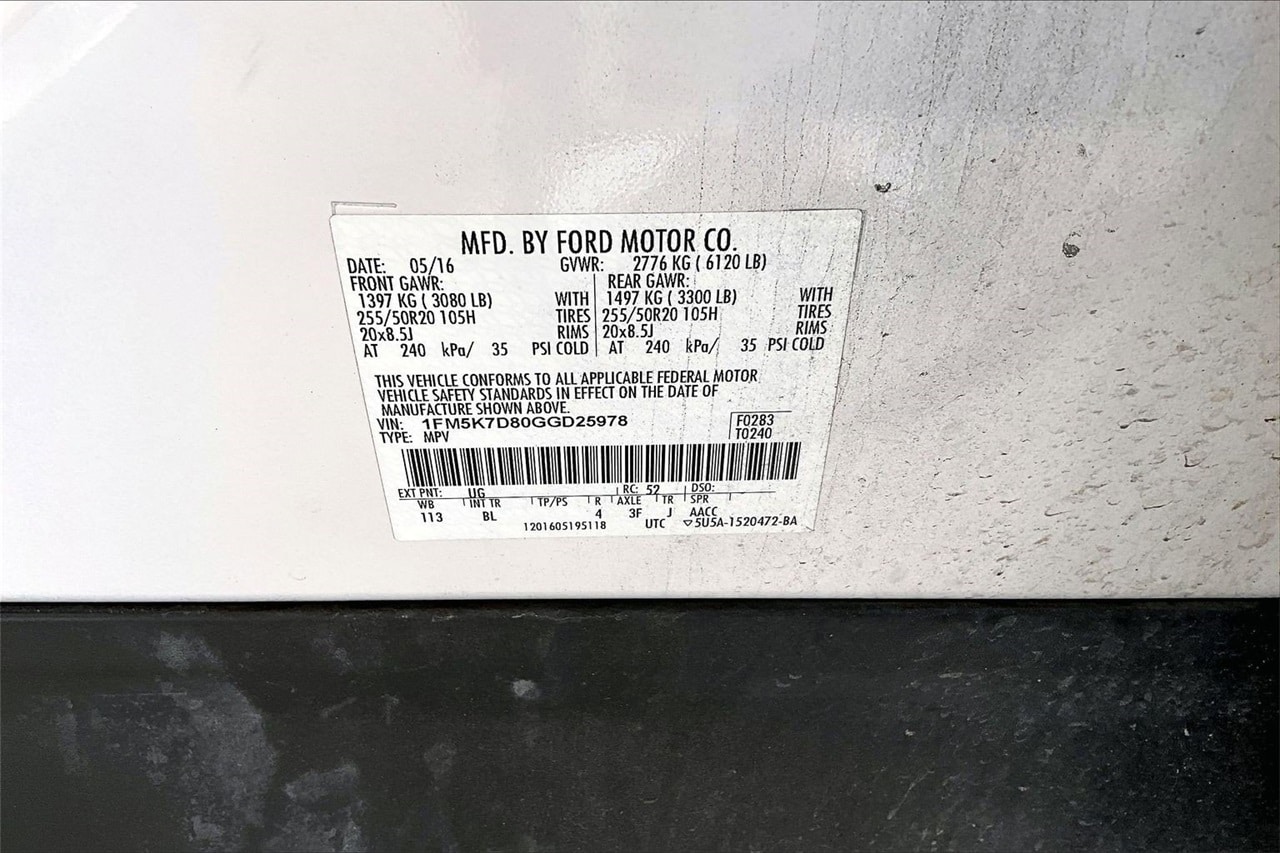 MFD. BY FORD MOTOR CO.
DATE: 05/16 GVWR: 2776 KG ( 6120 LB)
FRONT GAWR: REAR GAWR:
1397 KG ( 3080 LB) WITH 1497 KG ( 3300 LB) WITH
255/50R20 105H TIRES 255/50R20 105H TIRES
20x8.5J RIMS 20x8.5J RIMS
AT 240 kPa/ 35 PSI COLD AT 240 kPa/ 35 PSI COLD
THIS VEHICLE CONFORMS TO ALL APPLICABLE FEDERAL MOTOR
VEHICLE SAFETY STANDARDS IN EFFECT ON THE DATE OF
MANUFACTURE SHOWN ABOVE.
VIN: 1FM5K7D80GGD25978 F0283
TYPE: MPV T0240
EXT PNT: UG RC: 52 DSO:
WB INT TR TP/PS R AXLE TR SPR
113 BL 4 3F J AACC
1201605195118 UTC ▽5U5A-1520472-BA